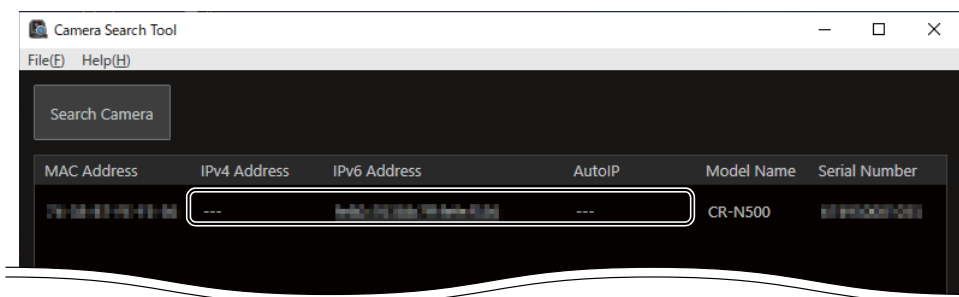 Camera Search Tool
File(F) Help(H)
Search Camera
MAC Address IPv4 Address IPv6 Address AutoIP Model Name Serial Number
--- --- CR-N500